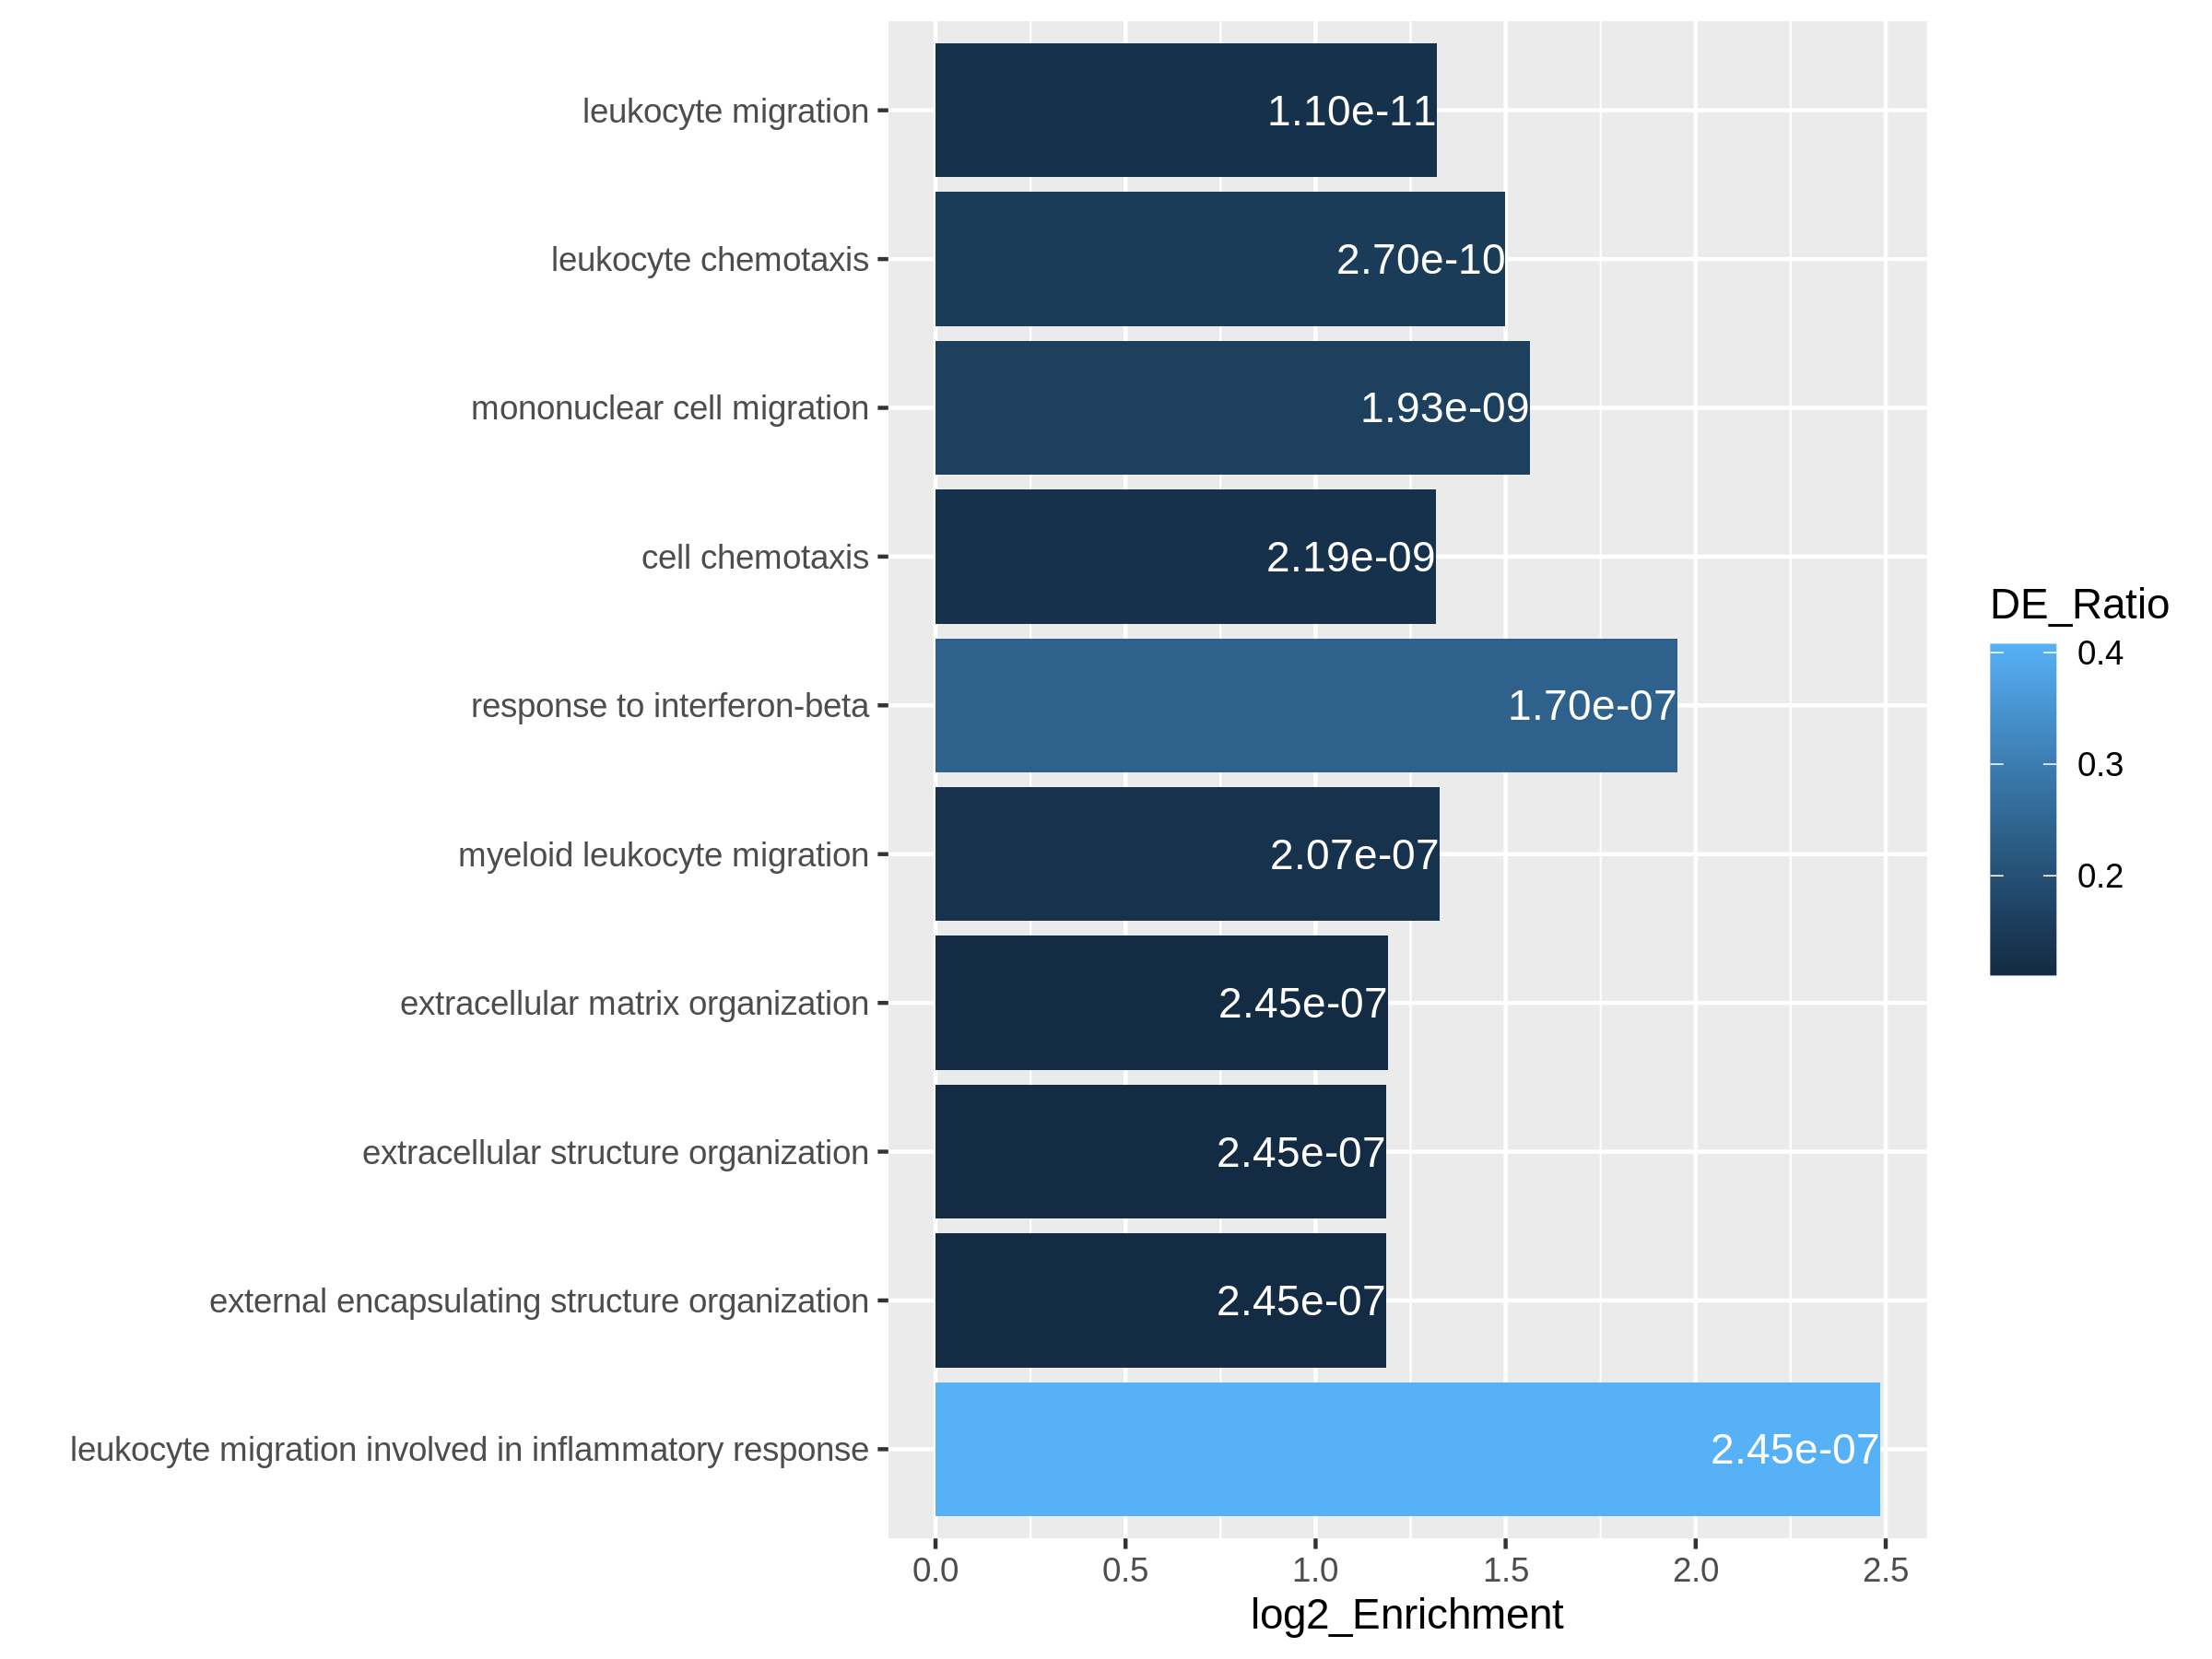 leukocyte migration
1.10e-11
leukocyte chemotaxis
2.70e-10
mononuclear cell migration
1.93e-09
cell chemotaxis
2.19e-09
response to interferon-beta
1.70e-07
myeloid leukocyte migration
2.07e-07
extracellular matrix organization
2.45e-07
extracellular structure organization
2.45e-07
external encapsulating structure organization
2.45e-07
leukocyte migration involved in inflammatory response
2.45e-07
0.0 0.5 1.0 1.5 2.0 2.5
log2_Enrichment
DE_Ratio
0.4
0.3
0.2